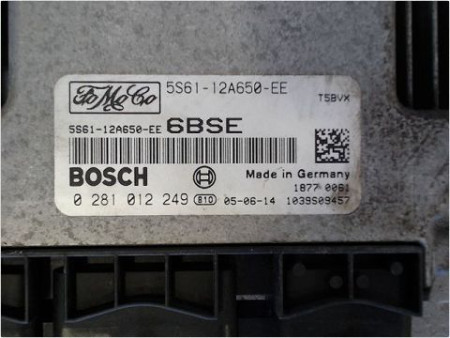 FoMoCo 5S61-12A650-EE
T5BVX
5S61-12A650-EE 6BSE
BOSCH Made in Germany
1877 0061
0 281 012 249 810 05-06-14 1039S09457